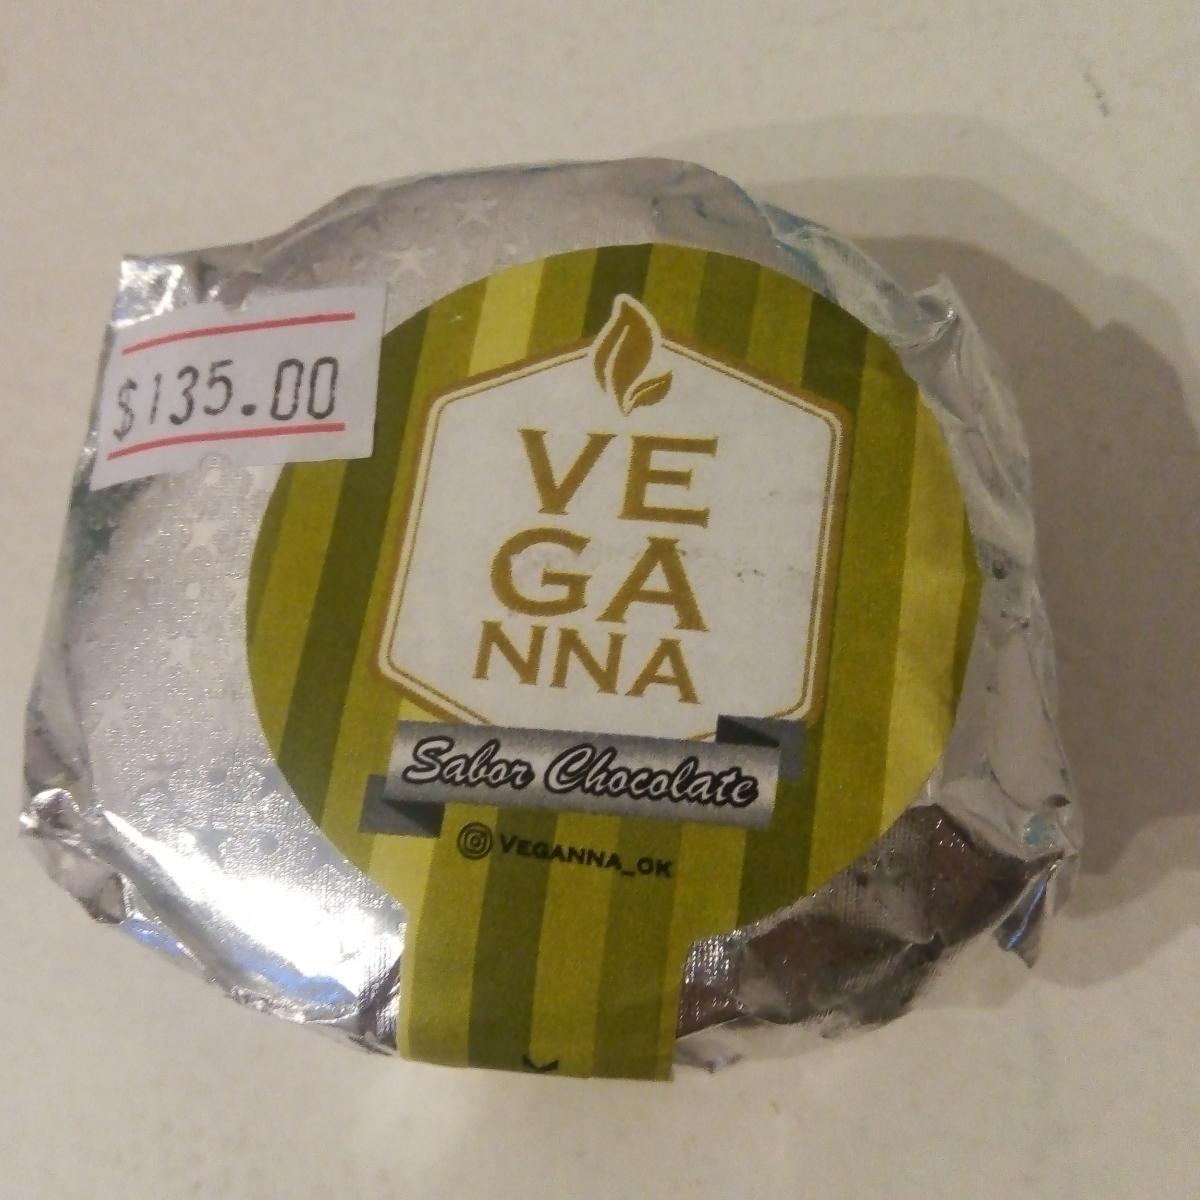 $135.00
VE
GA
NNA
Sabor Chocolate
VEGANNA_OK